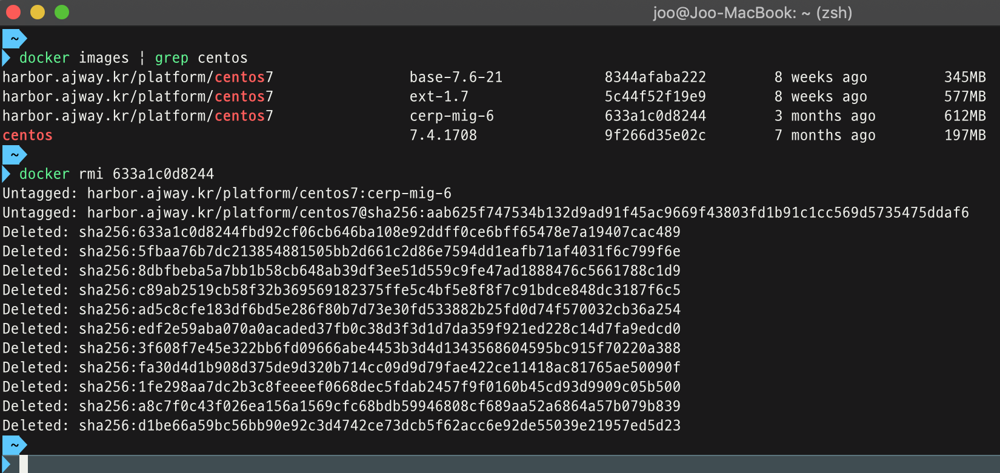 joo@Joo-MacBook: ~ (zsh)
~
docker images | grep centos
harbor.ajway.kr/platform/centos7 base-7.6-21 8344afaba222 8 weeks ago 345MB
harbor.ajway.kr/platform/centos7 ext-1.7 5c44f52f19e9 8 weeks ago 577MB
harbor.ajway.kr/platform/centos7 cerp-mig-6 633a1c0d8244 3 months ago 612MB
centos 7.4.1708 9f266d35e02c 7 months ago 197MB
~
docker rmi 633a1c0d8244
Untagged: harbor.ajway.kr/platform/centos7:cerp-mig-6
Untagged: harbor.ajway.kr/platform/centos7@sha256:aab625f747534b132d9ad91f45ac9669f43803fd1b91c1cc569d5735475ddaf6
Deleted: sha256:633a1c0d8244fbd92cf06cb646ba108e92ddff0ce6bff65478e7a19407cac489
Deleted: sha256:5fbaa76b7dc213854881505bb2d661c2d86e7594dd1eafb71af4031f6c799f6e
Deleted: sha256:8dbfbeba5a7bb1b58cb648ab39df3ee51d559c9fe47ad1888476c5661788c1d9
Deleted: sha256:c89ab2519cb58f32b369569182375ffe5c4bf5e8f8f7c91bdce848dc3187f6c5
Deleted: sha256:ad5c8cfe183df6bd5e286f80b7d73e30fd533882b25fd0d74f570032cb36a254
Deleted: sha256:edf2e59aba070a0acaded37fb0c38d3f3d1d7da359f921ed228c14d7fa9edcd0
Deleted: sha256:3f608f7e45e322bb6fd09666abe4453b3d4d1343568604595bc915f70220a388
Deleted: sha256:fa30d4d1b908d375de9d320b714cc09d9d79fae422ce11418ac81765ae50090f
Deleted: sha256:1fe298aa7dc2b3c8feeeef0668dec5fdab2457f9f0160b45cd93d9909c05b500
Deleted: sha256:a8c7f0c43f026ea156a1569cfc68bdb59946808cf689aa52a6864a57b079b839
Deleted: sha256:d1be66a59bc56bb90e92c3d4742ce73dcb5f62acc6e92de55039e21957ed5d23
~